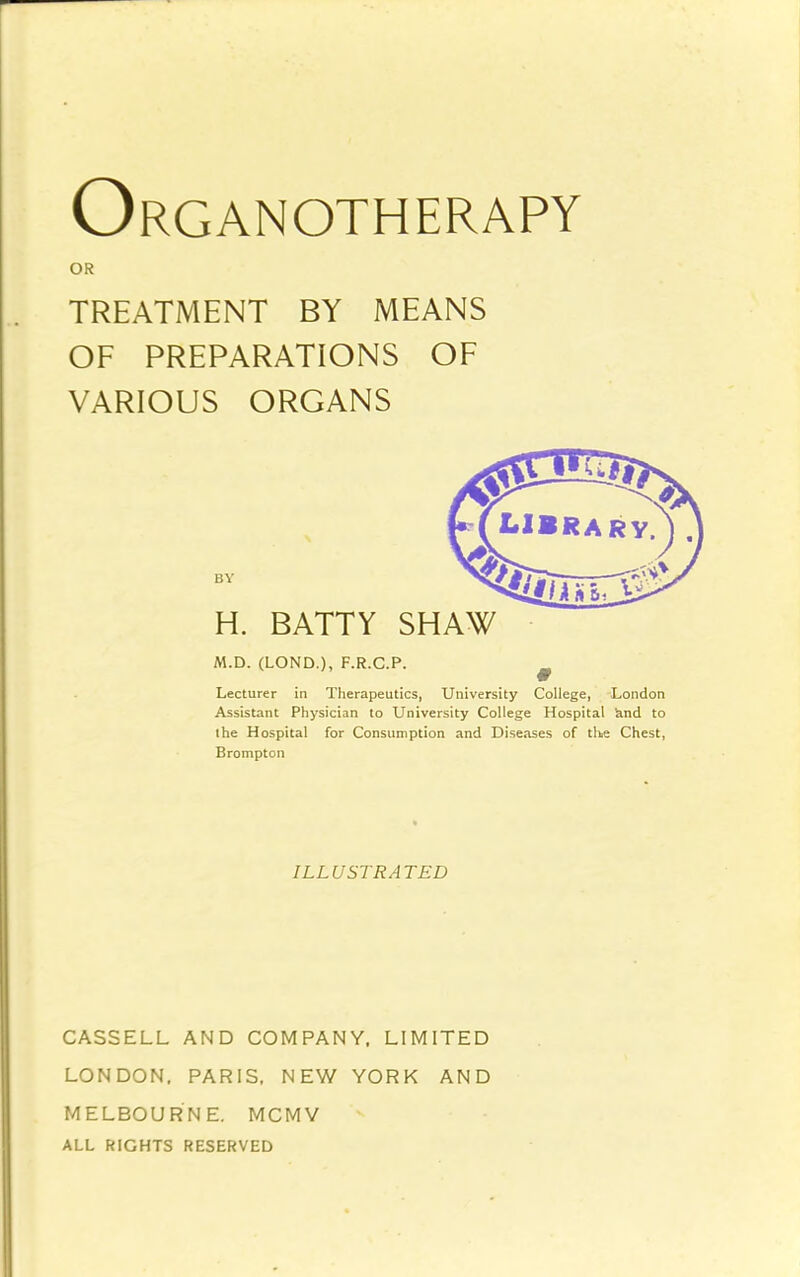 ORGANOTHERAPY
OR
TREATMENT BY MEANS
OF PREPARATIONS OF
VARIOUS ORGANS
LIBRARY.
BY
H. BATTY SHAW
M.D. (LOND.), F.R.C.P.
Lecturer in Therapeutics, University College, London
Assistant Physician to University College Hospital and to
the Hospital for Consumption and Diseases of the Chest,
Brompton
ILLUSTRATED
CASSELL AND COMPANY, LIMITED
LONDON, PARIS, NEW YORK AND
MELBOURNE. MCMV
ALL RIGHTS RESERVED